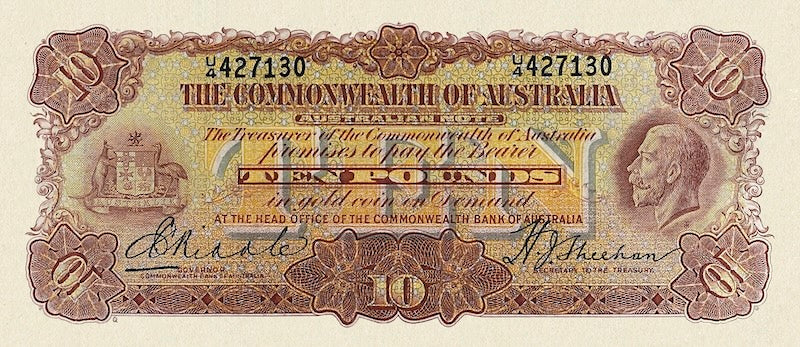 10 10
U/4 427130 U/4 427130
THE COMMONWEALTH OF AUSTRALIA
AUSTRALIAN NOTE
The Treasurer of the Commonwealth of Australia
promises to pay the Bearer
TEN
TEN POUNDS
in gold coin on Demand
AT THE HEAD OFFICE OF THE COMMONWEALTH BANK OF AUSTRALIA
AUSTRALIA
Riddle H J Sheehan
GOVERNOR SECRETARY TO THE TREASURY.
COMMONWEALTH BANK OF AUSTRALIA
10 10 10
Q